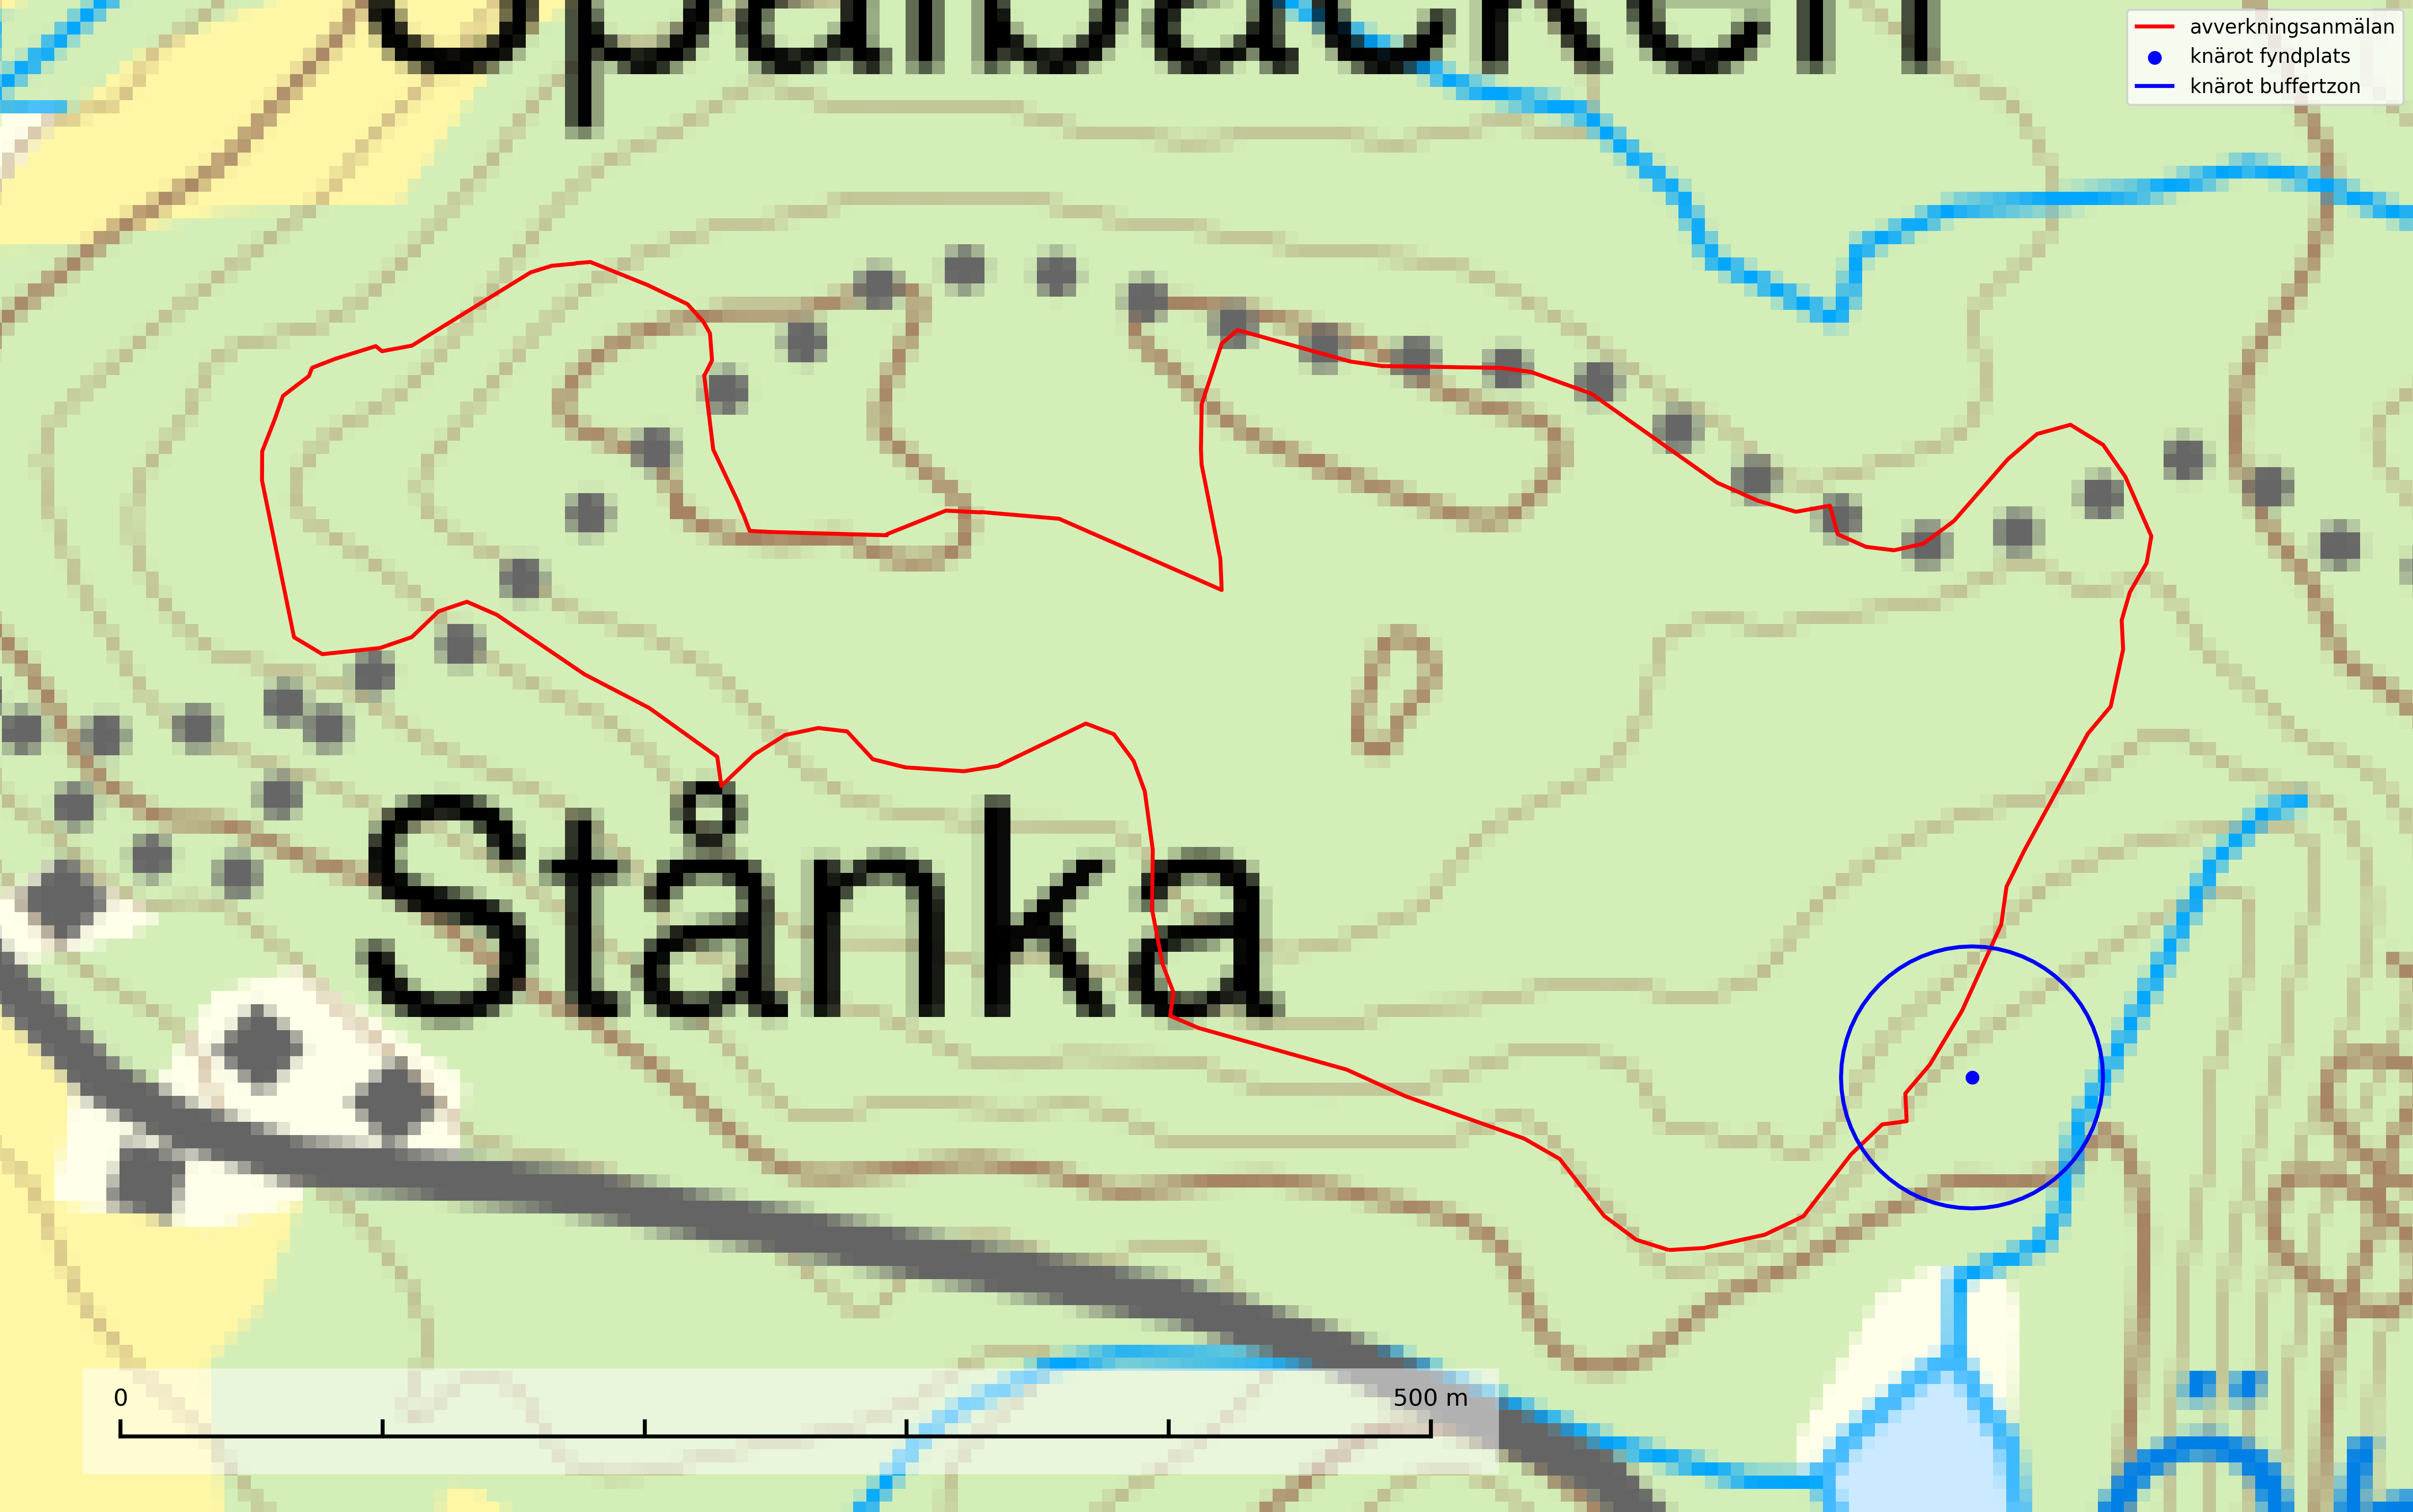 avverkningsanmälan
knärot fyndplats
knärot buffertzon
Stånka
0 500 m